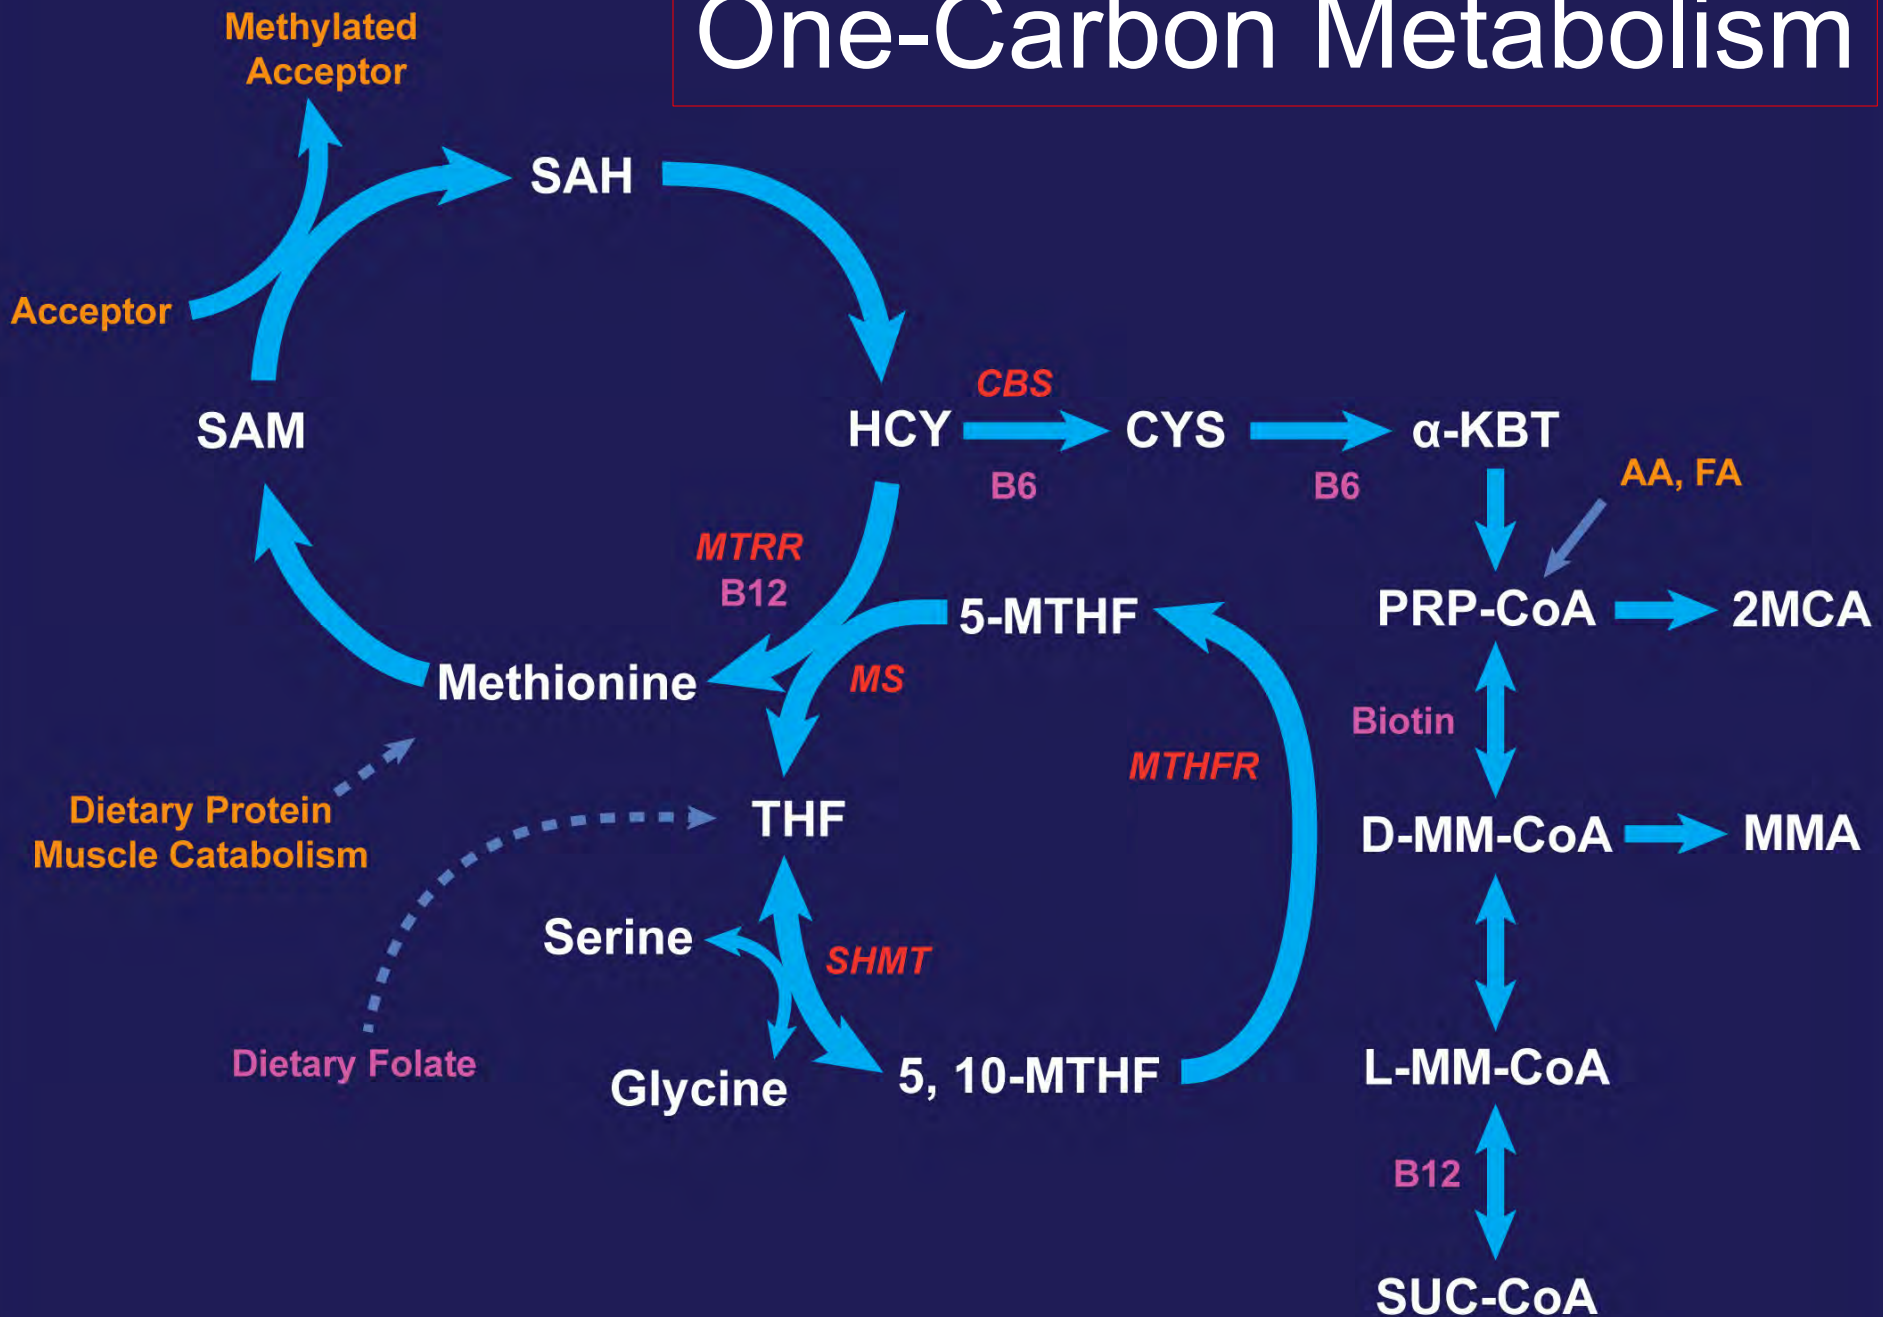 One-Carbon Metabolism
Methylated
Acceptor
SAH
Acceptor
SAM
HCY
CBS
B6
CYS
B6
α-KBT
AA, FA
MTRR
B12
5-MTHF
PRP-CoA
2MCA
Methionine
MS
Biotin
MTHFR
Dietary Protein
Muscle Catabolism
THF
D-MM-CoA
MMA
Serine
SHMT
Dietary Folate
Glycine
5, 10-MTHF
L-MM-CoA
B12
SUC-CoA